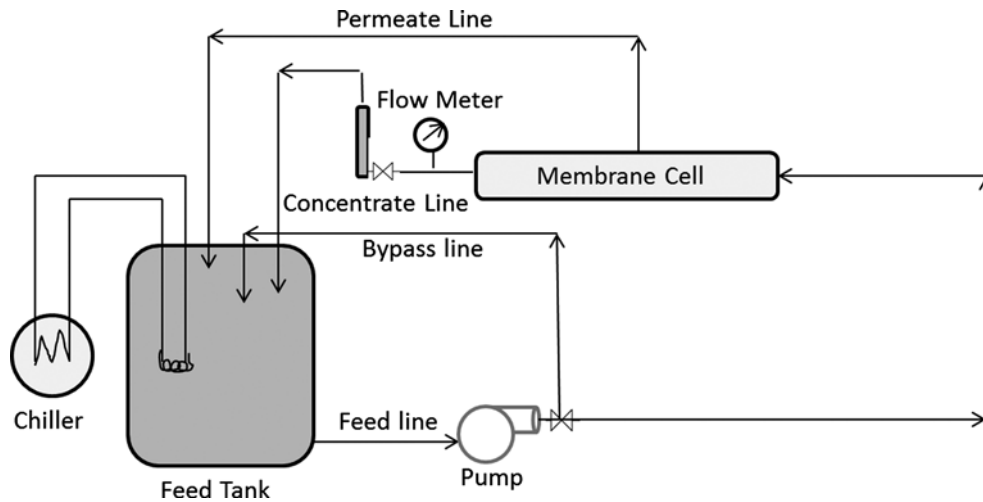 Permeate Line
Flow Meter
Membrane Cell
Concentrate Line
Bypass line
Chiller
Feed line
Pump
Feed Tank